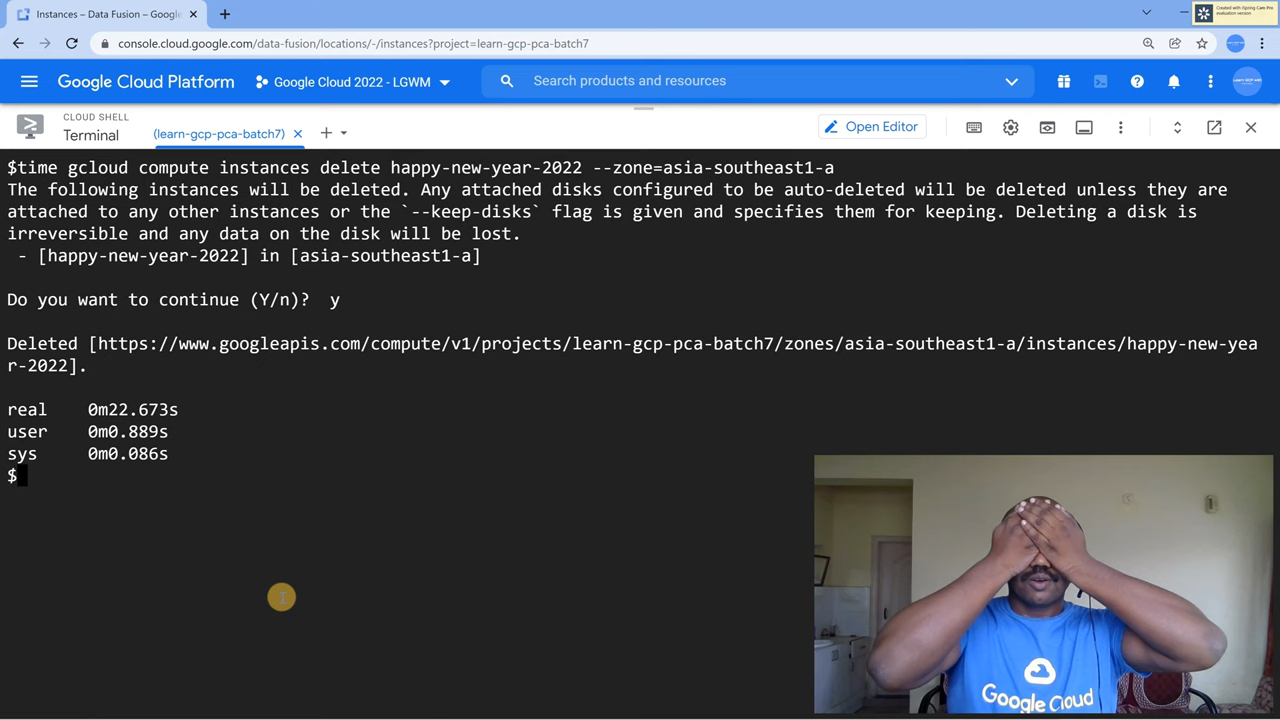 Instances – Data Fusion – Google
Created with iSpring Cam Pro
evaluation version
console.cloud.google.com/data-fusion/locations/-/instances?project=learn-gcp-pca-batch7
Google Cloud Platform
Google Cloud 2022 - LGWM
Search products and resources
CLOUD SHELL
Terminal
(learn-gcp-pca-batch7)
Open Editor
$time gcloud compute instances delete happy-new-year-2022 --zone=asia-southeast1-a
The following instances will be deleted. Any attached disks configured to be auto-deleted will be deleted unless they are
attached to any other instances or the `--keep-disks` flag is given and specifies them for keeping. Deleting a disk is
irreversible and any data on the disk will be lost.
- [happy-new-year-2022] in [asia-southeast1-a]
Do you want to continue (Y/n)? y
Deleted [https://www.googleapis.com/compute/v1/projects/learn-gcp-pca-batch7/zones/asia-southeast1-a/instances/happy-new-yea
r-2022].
real 0m22.673s
user 0m0.889s
sys 0m0.086s
$
Google Cloud